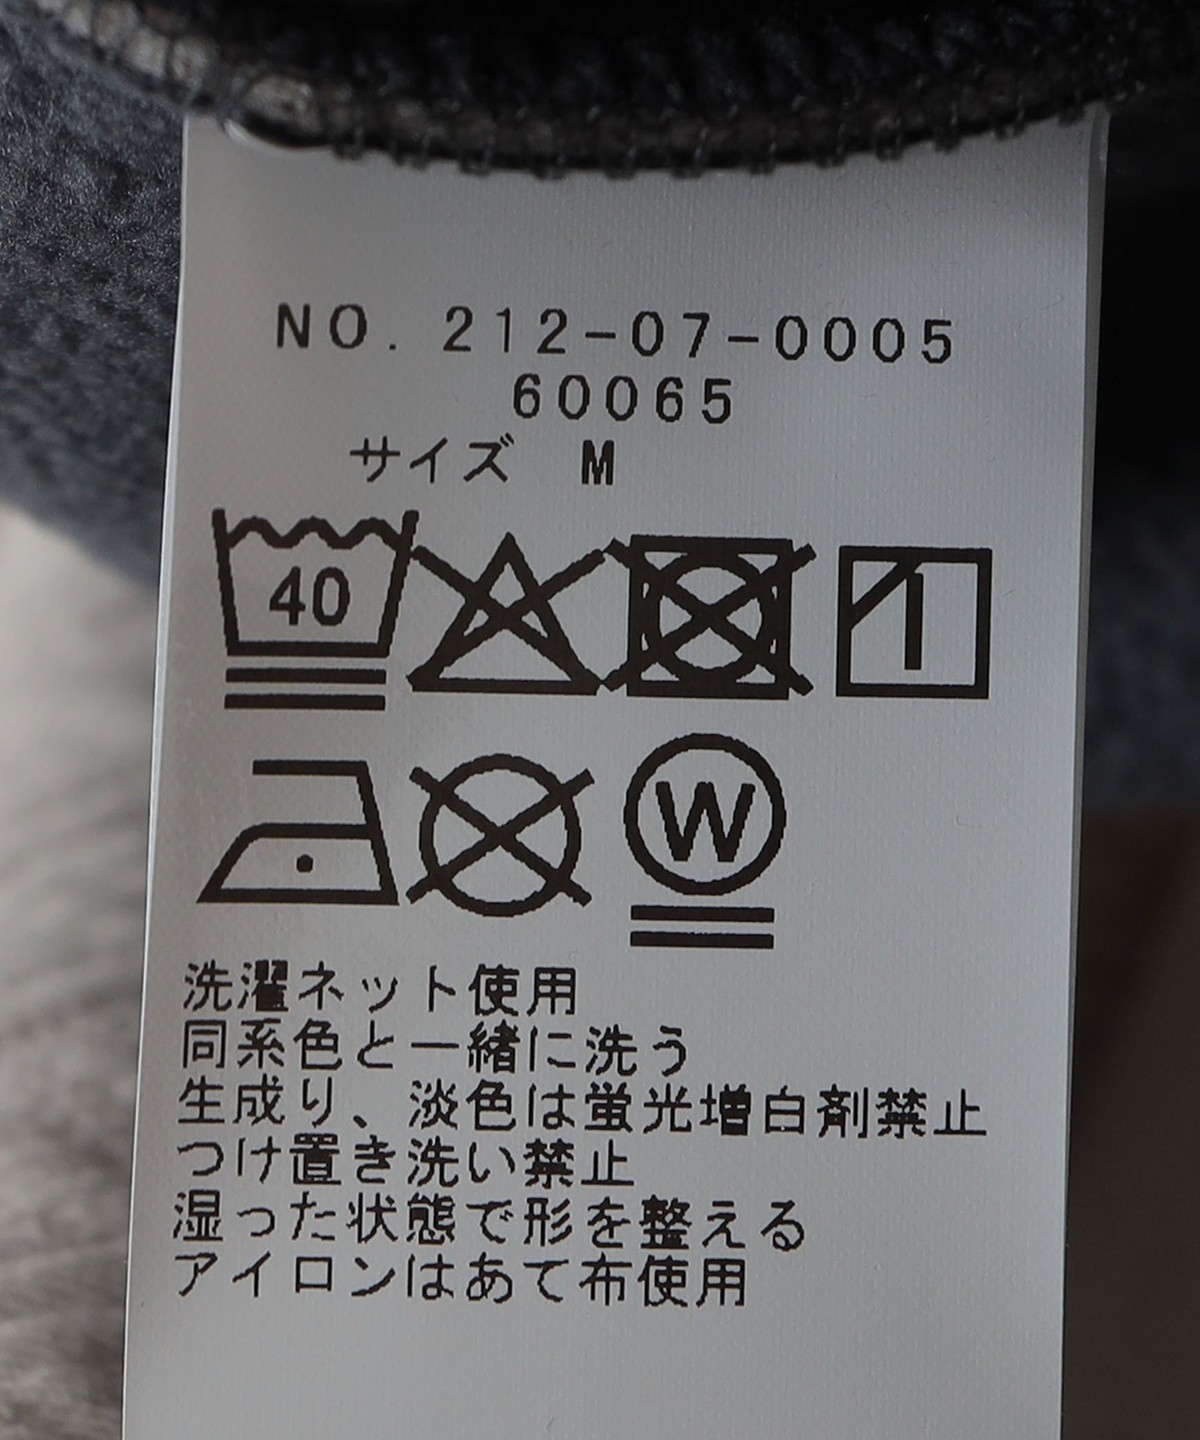 NO. 212-07-0005
60065
サイズ M
40
W
洗濯ネット使用
同系色と一緒に洗う
生成り、淡色は蛍光増白剤禁止
つけ置き洗い禁止
湿った状態で形を整える
アイロンはあて布使用